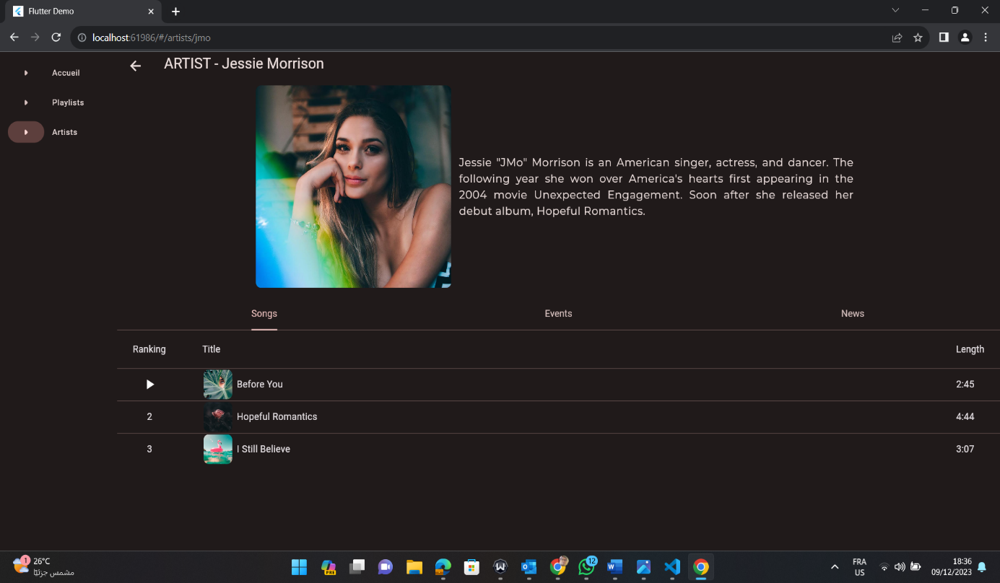 Flutter Demo
localhost:61986/#/artists/jmo
Accueil
Playlists
Artists
ARTIST - Jessie Morrison
Jessie "JMo" Morrison is an American singer, actress, and dancer. The
following year she won over America's hearts first appearing in the
2004 movie Unexpected Engagement. Soon after she released her
debut album, Hopeful Romantics.
Songs Events News
Ranking Title Length
Before You 2:45
2 Hopeful Romantics 4:44
3 I Still Believe 3:07
1
26°C
مشمس جزئيًا
PRE
12
W
FRA
US
18:36
09/12/2023